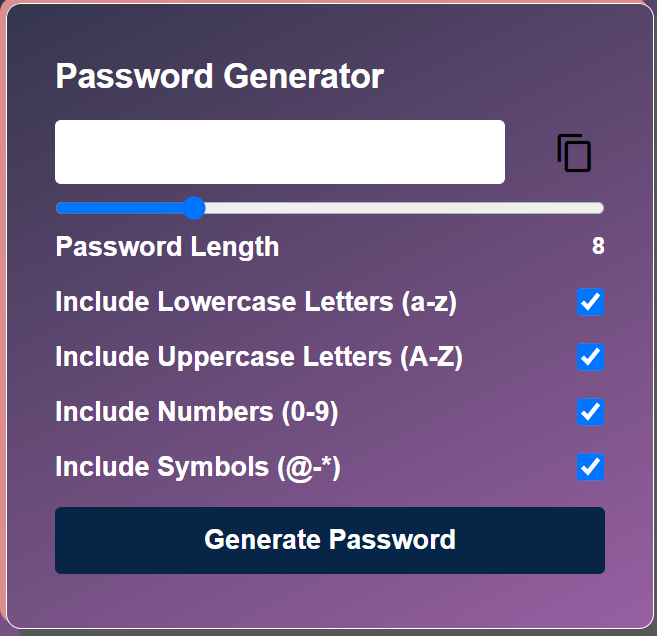 Password Generator
Password Length 8
Include Lowercase Letters (a-z)
Include Uppercase Letters (A-Z)
Include Numbers (0-9)
Include Symbols (@-*)
Generate Password